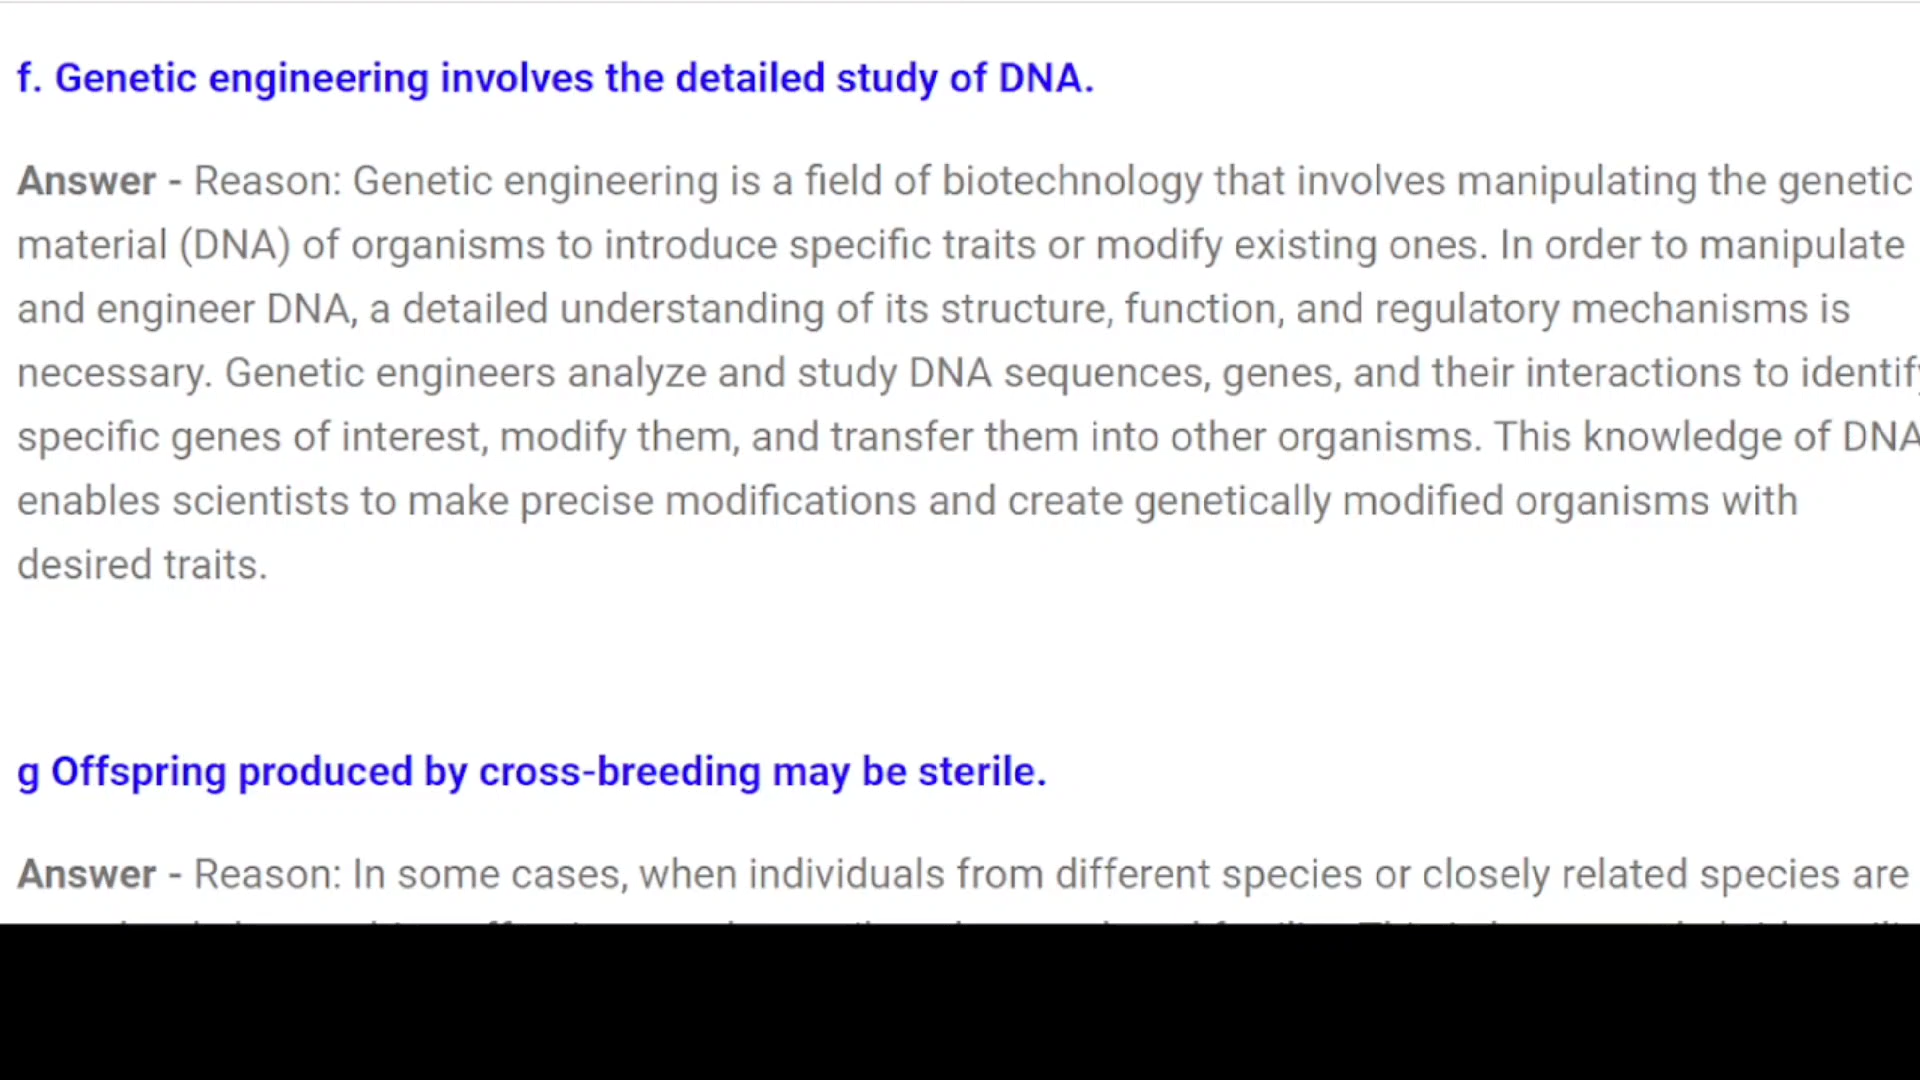 f. Genetic engineering involves the detailed study of DNA.
Answer - Reason: Genetic engineering is a field of biotechnology that involves manipulating the genetic
material (DNA) of organisms to introduce specific traits or modify existing ones. In order to manipulate
and engineer DNA, a detailed understanding of its structure, function, and regulatory mechanisms is
necessary. Genetic engineers analyze and study DNA sequences, genes, and their interactions to identify
specific genes of interest, modify them, and transfer them into other organisms. This knowledge of DNA
enables scientists to make precise modifications and create genetically modified organisms with
desired traits.
g Offspring produced by cross-breeding may be sterile.
Answer - Reason: In some cases, when individuals from different species or closely related species are